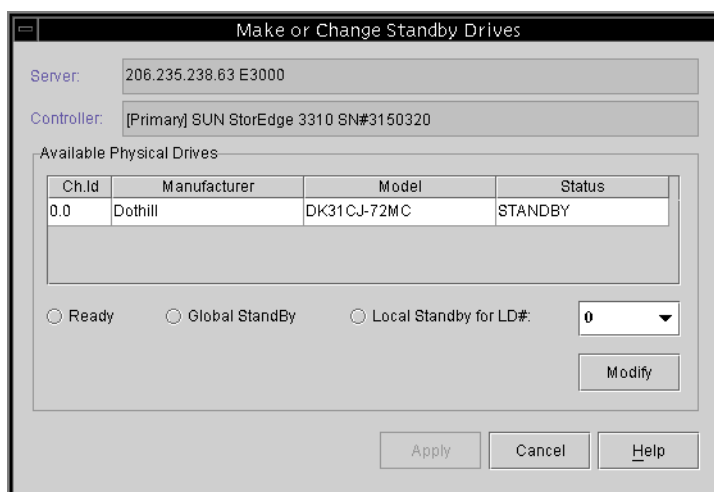 Make or Change Standby Drives
Server: 206.235.238.63 E3000
Controller: [Primary] SUN StorEdge 3310 SN#3150320
Available Physical Drives
Ch.Id Manufacturer Model Status
0.0 Dothill DK31CJ-72MC STANDBY
Ready Global StandBy Local Standby for LD#: 0
Modify
Apply Cancel Help